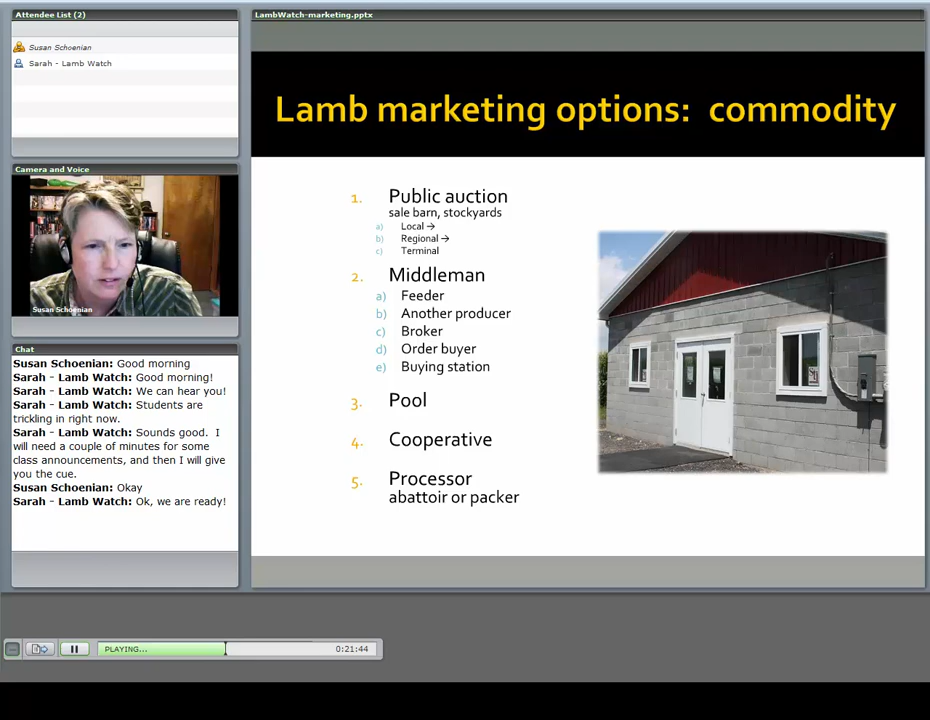 Attendee List (2)
Susan Schoenian
Sarah - Lamb Watch
Camera and Voice
Susan Schoenian
Chat
Susan Schoenian: Good morning
Sarah - Lamb Watch: Good morning!
Sarah - Lamb Watch: We can hear you!
Sarah - Lamb Watch: Students are
trickling in right now.
Sarah - Lamb Watch: Sounds good. I
will need a couple of minutes for some
class announcements, and then I will give
you the cue.
Susan Schoenian: Okay
Sarah - Lamb Watch: Ok, we are ready!
LambWatch-marketing.pptx
Lamb marketing options: commodity
1. Public auction
sale barn, stockyards
a) Local →
b) Regional →
c) Terminal
2. Middleman
a) Feeder
b) Another producer
c) Broker
d) Order buyer
e) Buying station
3. Pool
4. Cooperative
5. Processor
abattoir or packer
PLAYING... 0:21:44